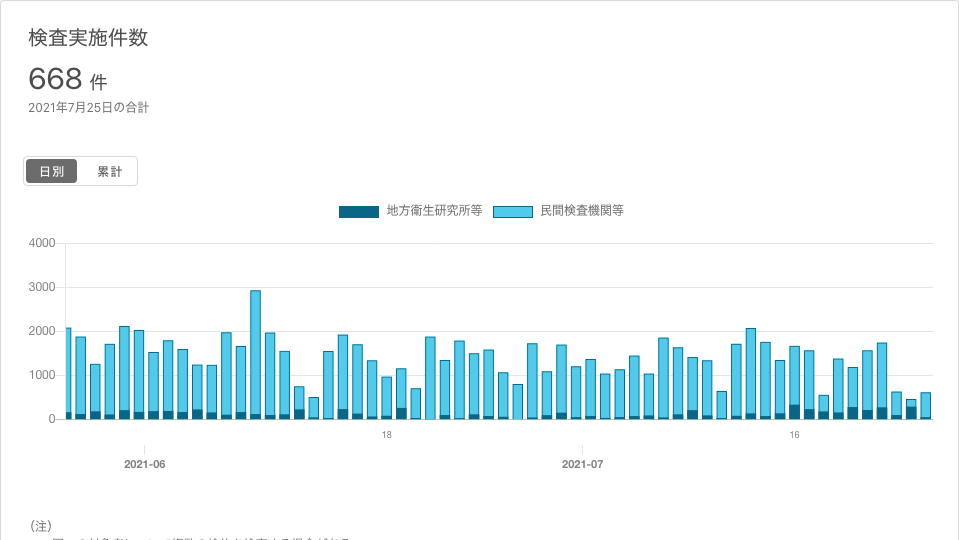 検査実施件数
668 件
2021年7月25日の合計
日別 累計
地方衛生研究所等 民間検査機関等
4000
3000
2000
1000
0
18 16
2021-06 2021-07
（注）